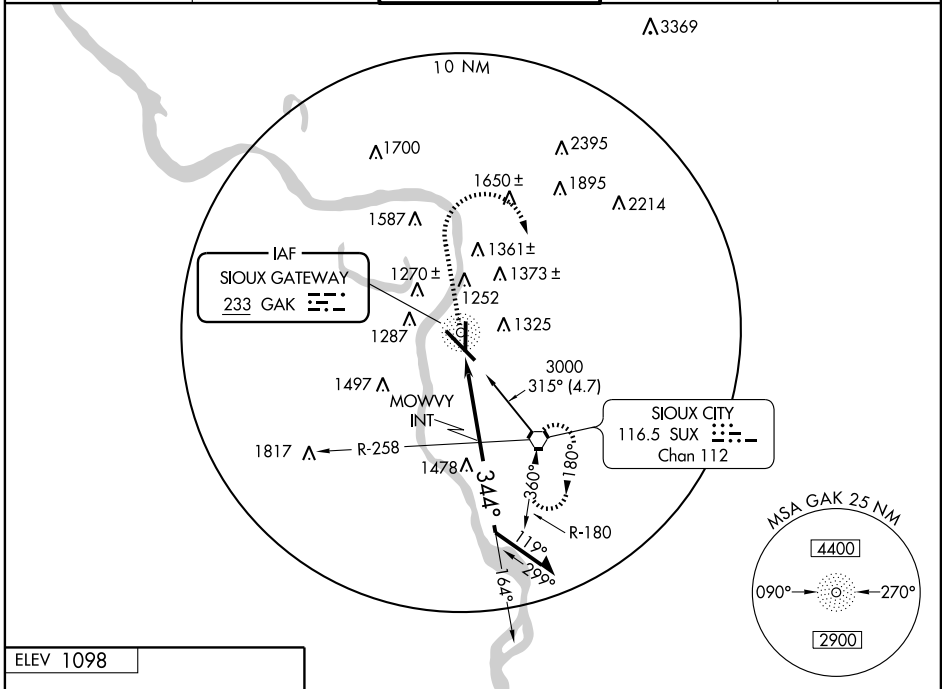 3369
10 NM
1700
2395
1650 ±
1895
2214
1587
IAF
SIOUX GATEWAY
233 GAK
1361±
1270 ±
1373 ±
1252
1287
1325
3000
315° (4.7)
1497
MOWVY
INT
SIOUX CITY
116.5 SUX
Chan 112
1817
R-258
1478
344°
360°
180°
R-180
119°
299°
164°
MSA GAK 25 NM
4400
090°
270°
2900
ELEV 1098